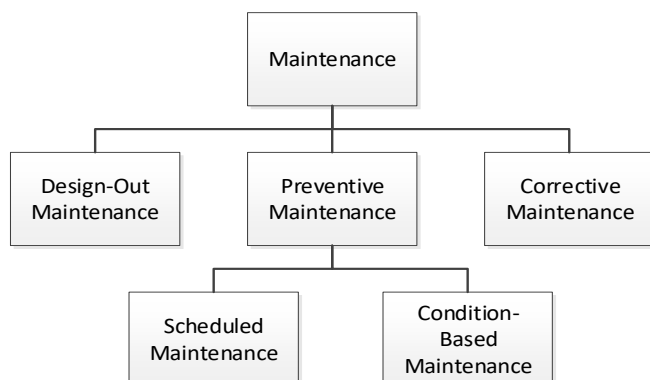 Maintenance
Design-Out
Maintenance
Preventive
Maintenance
Corrective
Maintenance
Scheduled
Maintenance
Condition-
Based
Maintenance